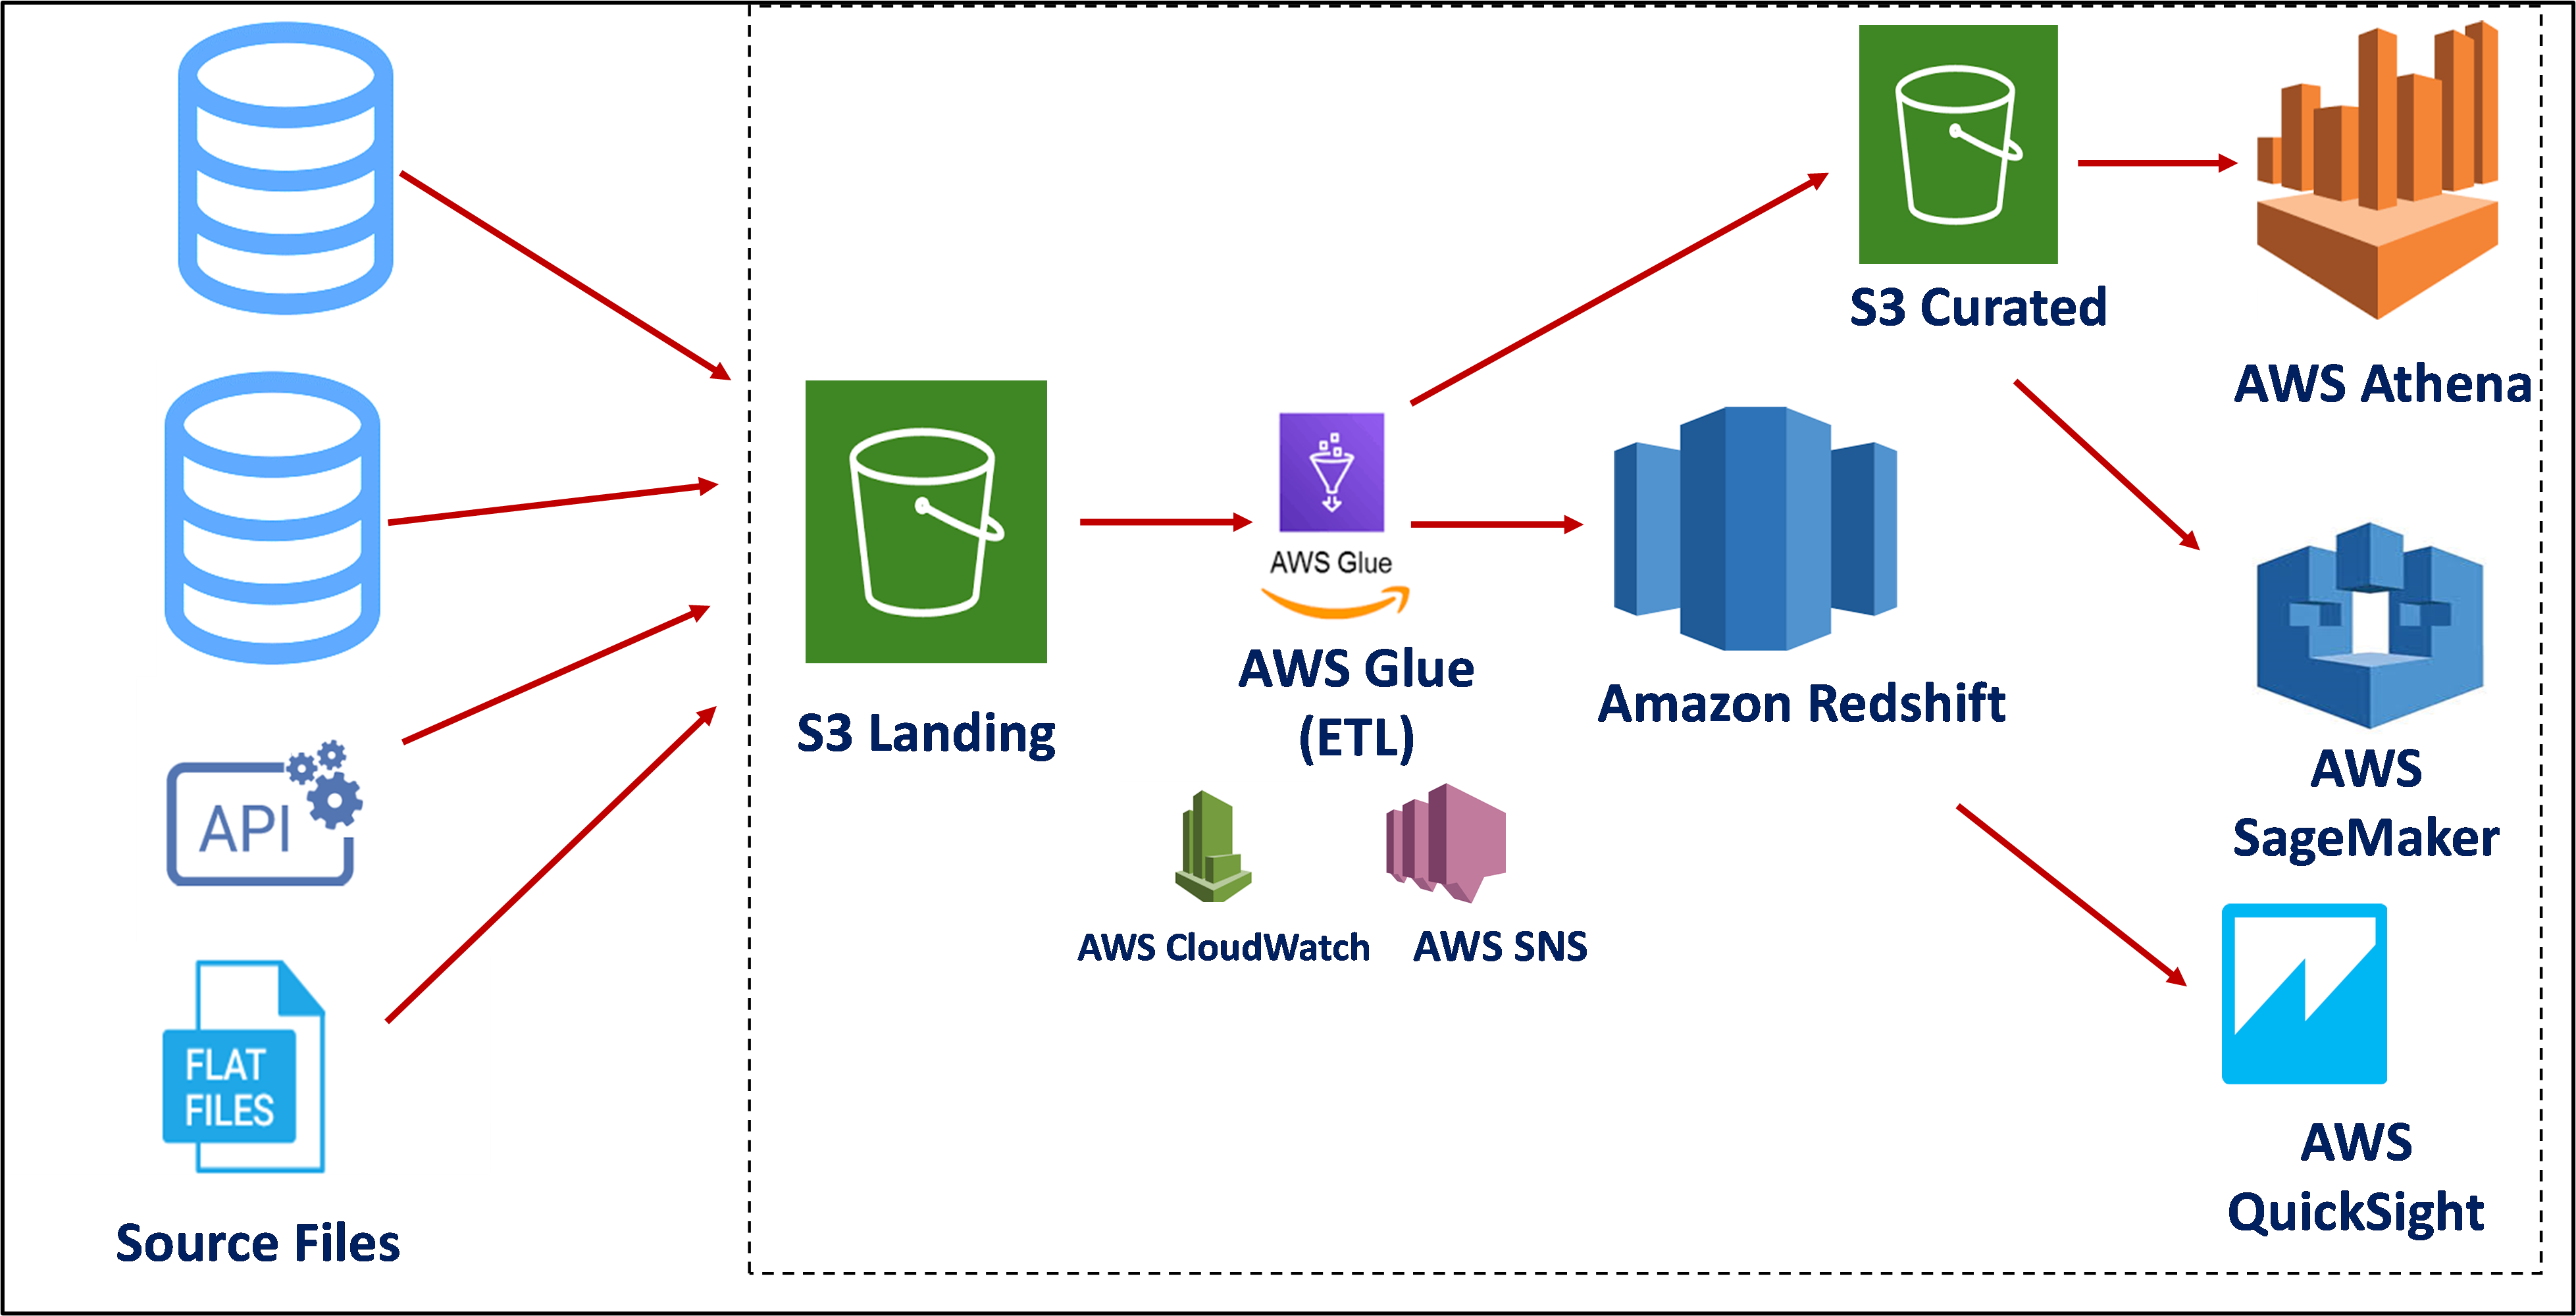 API
FLAT
FILES
Source Files
S3 Landing
AWS Glue
AWS Glue
(ETL)
AWS CloudWatch
AWS SNS
Amazon Redshift
S3 Curated
AWS Athena
AWS
SageMaker
AWS
QuickSight